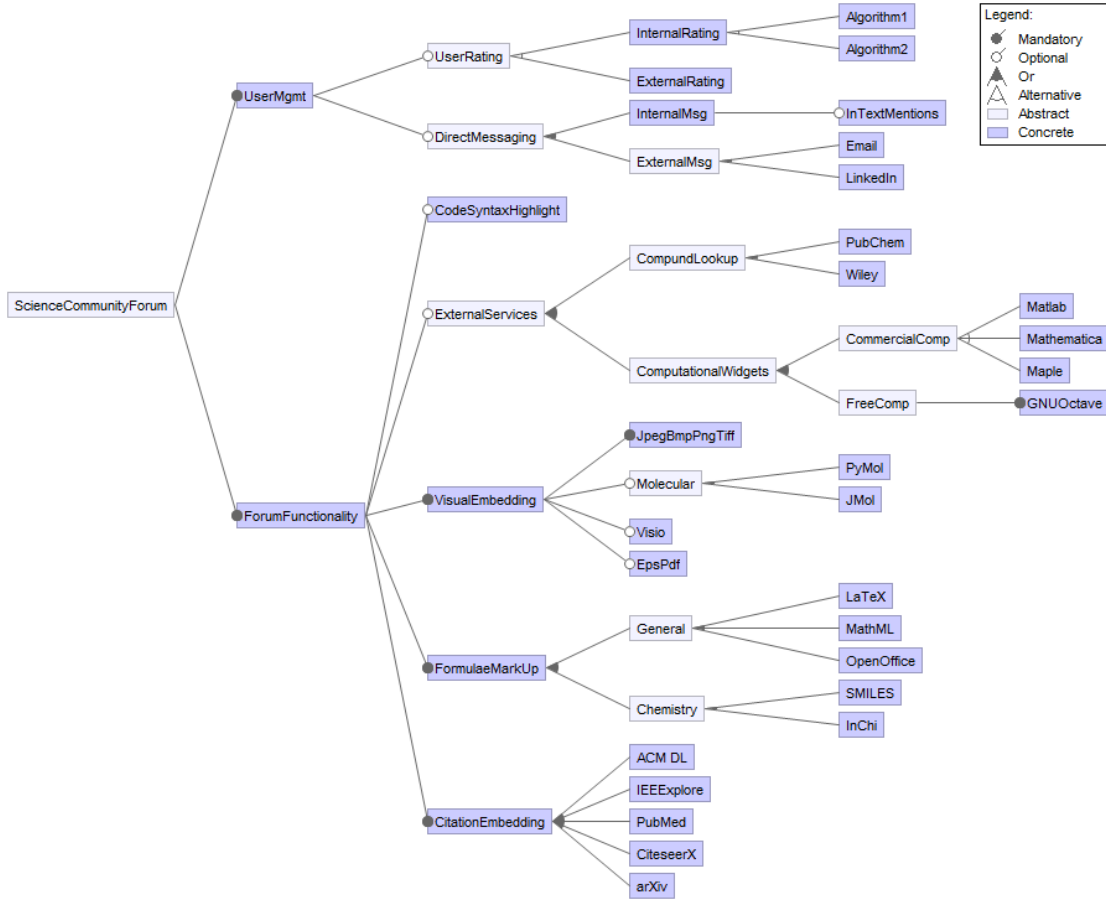 Legend:
Mandatory
Optional
Or
Alternative
Abstract
Concrete
ScienceCommunityForum
UserMgmt
UserRating
InternalRating
Algorithm1
Algorithm2
ExternalRating
DirectMessaging
InternalMsg
InTextMentions
ExternalMsg
Email
LinkedIn
ForumFunctionality
CodeSyntaxHighlight
ExternalServices
CompundLookup
PubChem
Wiley
ComputationalWidgets
CommercialComp
Matlab
Mathematica
Maple
FreeComp
GNUOctave
VisualEmbedding
JpegBmpPngTiff
Molecular
PyMol
JMol
Visio
EpsPdf
FormulaeMarkUp
General
LaTeX
MathML
OpenOffice
Chemistry
SMILES
InChi
CitationEmbedding
ACM DL
IEEExplore
PubMed
CiteseerX
arXiv